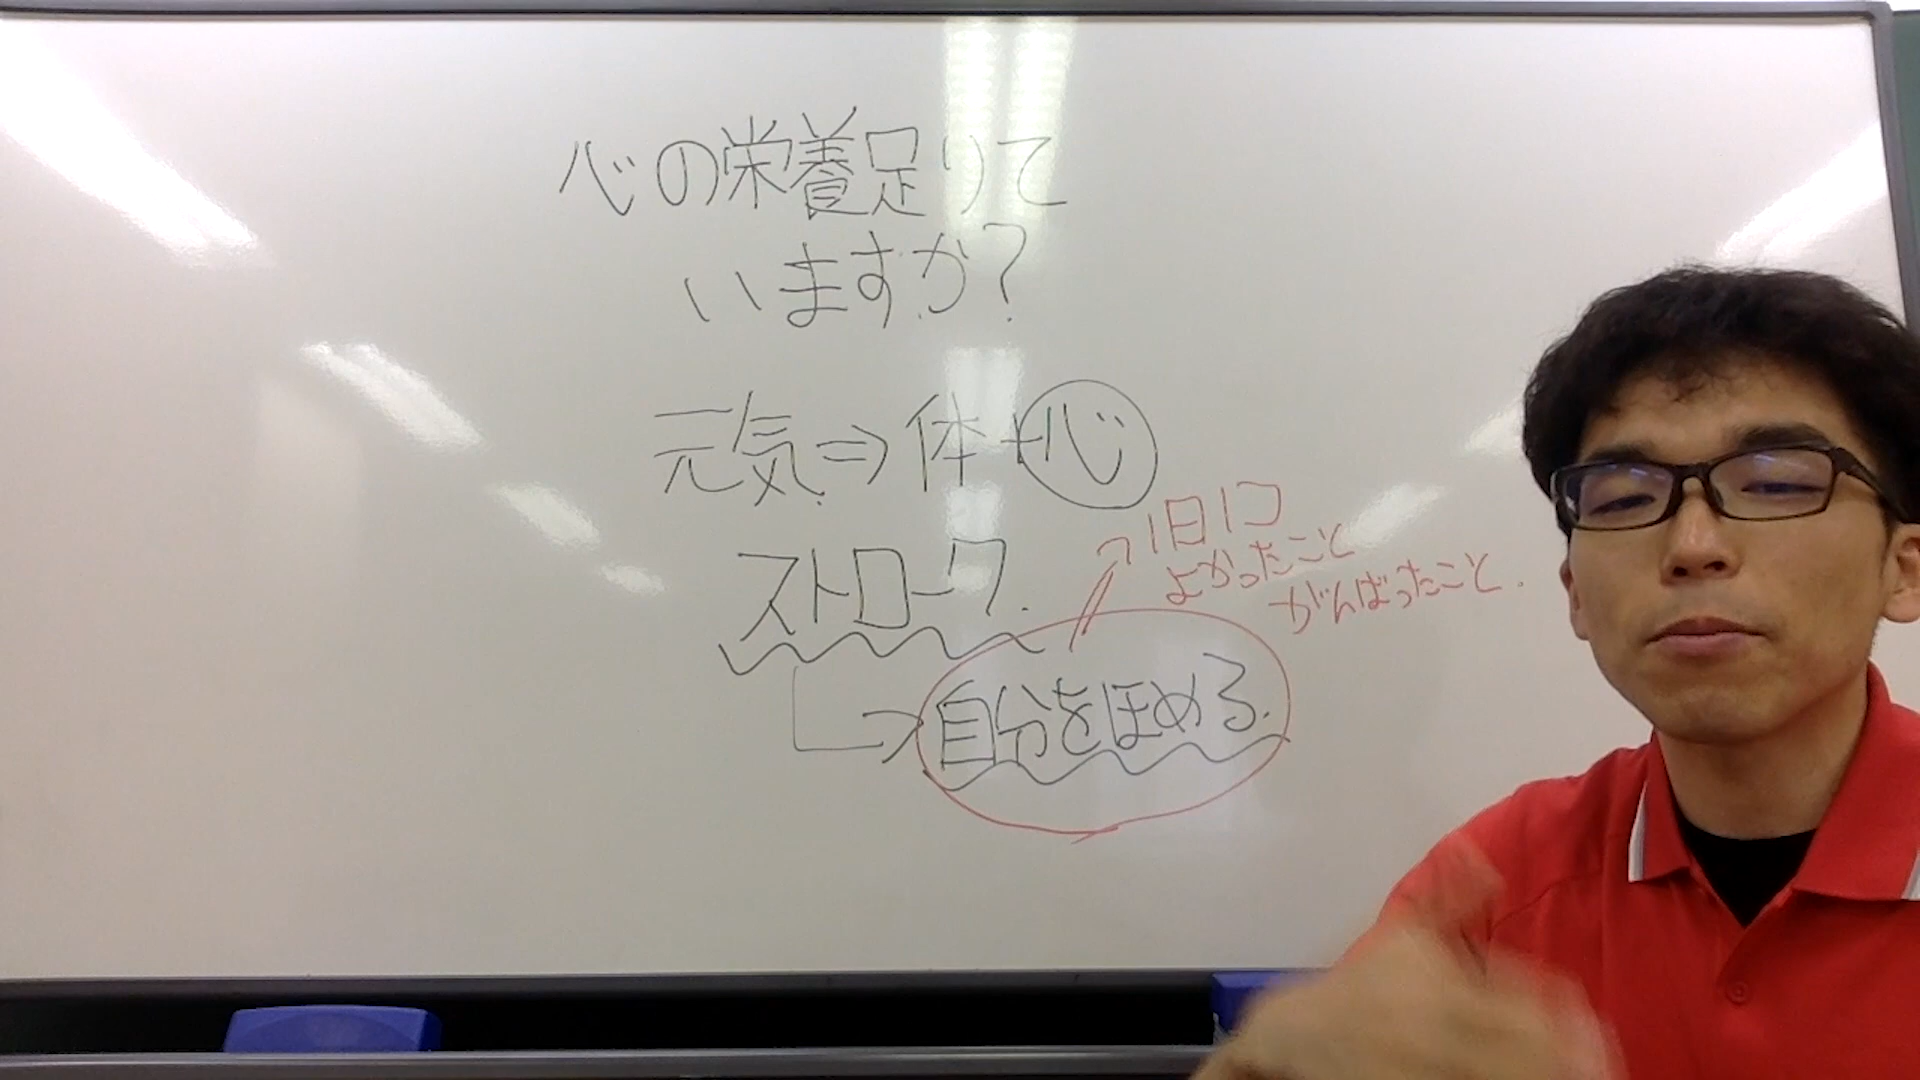 心の栄養足りて
いますか?
元気⇒体+心
ストローク.
1日1つ
よかったこと
がんばったこと.
自分をほめる.